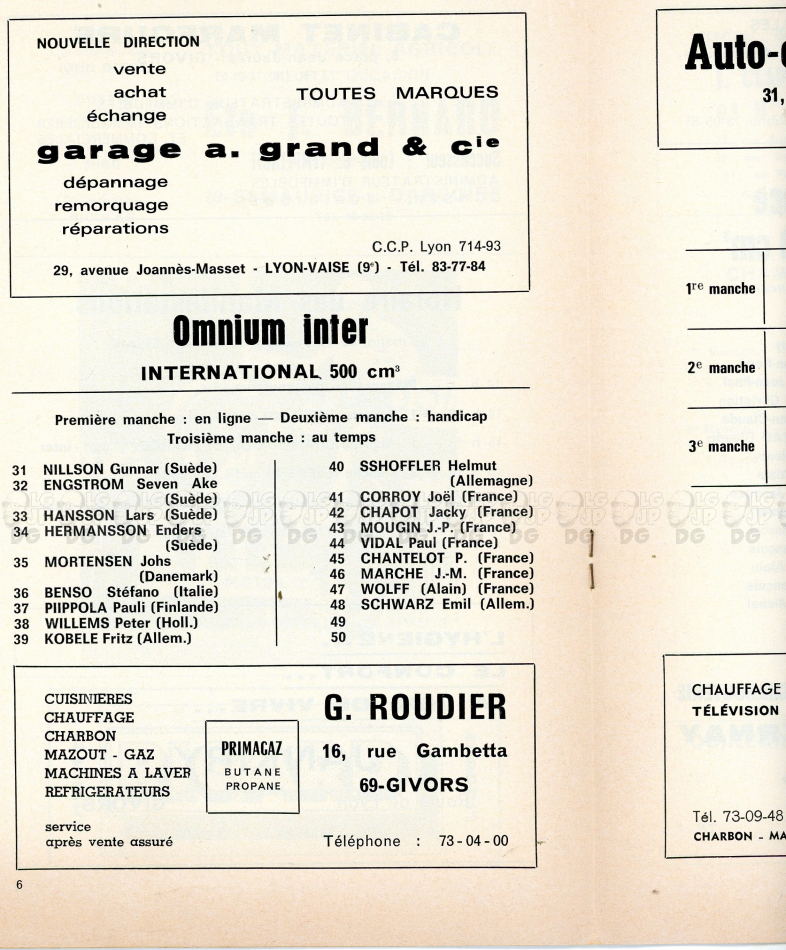 NOUVELLE DIRECTION
vente
achat
échange
TOUTES MARQUES
garage a. grand & cie
dépannage
remorquage
réparations
C.C.P. Lyon 714-93
29, avenue Joannès-Masset - LYON-VAISE (9e) - Tél. 83-77-84
Omnium inter
INTERNATIONAL 500 cm³
Première manche : en ligne — Deuxième manche : handicap
Troisième manche : au temps
31 NILLSON Gunnar (Suède)
32 ENGSTROM Seven Ake
(Suède)
33 HANSSON Lars (Suède)
34 HERMANSSON Enders
(Suède)
35 MORTENSEN Johs
(Danemark)
36 BENSO Stéfano (Italie)
37 PIIPPOLA Pauli (Finlande)
38 WILLEMS Peter (Holl.)
39 KOBELE Fritz (Allem.)
40 SSHOFFLER Helmut
(Allemagne)
41 CORROY Joël (France)
42 CHAPOT Jacky (France)
43 MOUGIN J.-P. (France)
44 VIDAL Paul (France)
45 CHANTELOT P. (France)
46 MARCHE J.-M. (France)
47 WOLFF (Alain) (France)
48 SCHWARZ Emil (Allem.)
49
50
CUISINIERES
CHAUFFAGE
CHARBON
MAZOUT - GAZ
MACHINES A LAVER
REFRIGERATEURS
service
après vente assuré
PRIMAGAZ
BUTANE
PROPANE
G. ROUDIER
16, rue Gambetta
69-GIVORS
Téléphone : 73-04-00
6
Auto-
31,
1re manche
2e manche
3e manche
CHAUFFAGE
TÉLÉVISION
Tél. 73-09-48
CHARBON - MA